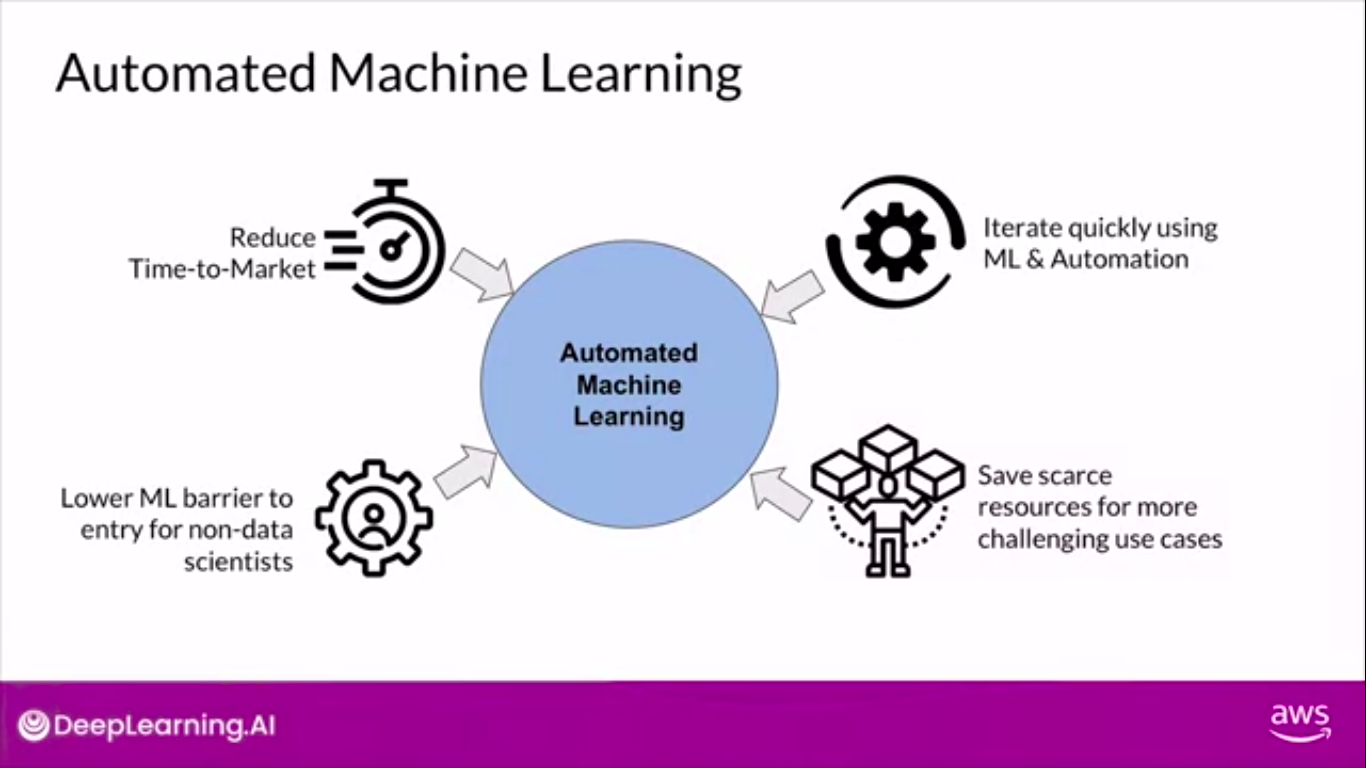 Automated Machine Learning
Reduce
Time-to-Market
Iterate quickly using
ML & Automation
Automated
Machine
Learning
Lower ML barrier to
entry for non-data
scientists
Save scarce
resources for more
challenging use cases
DeepLearning.AI
aws